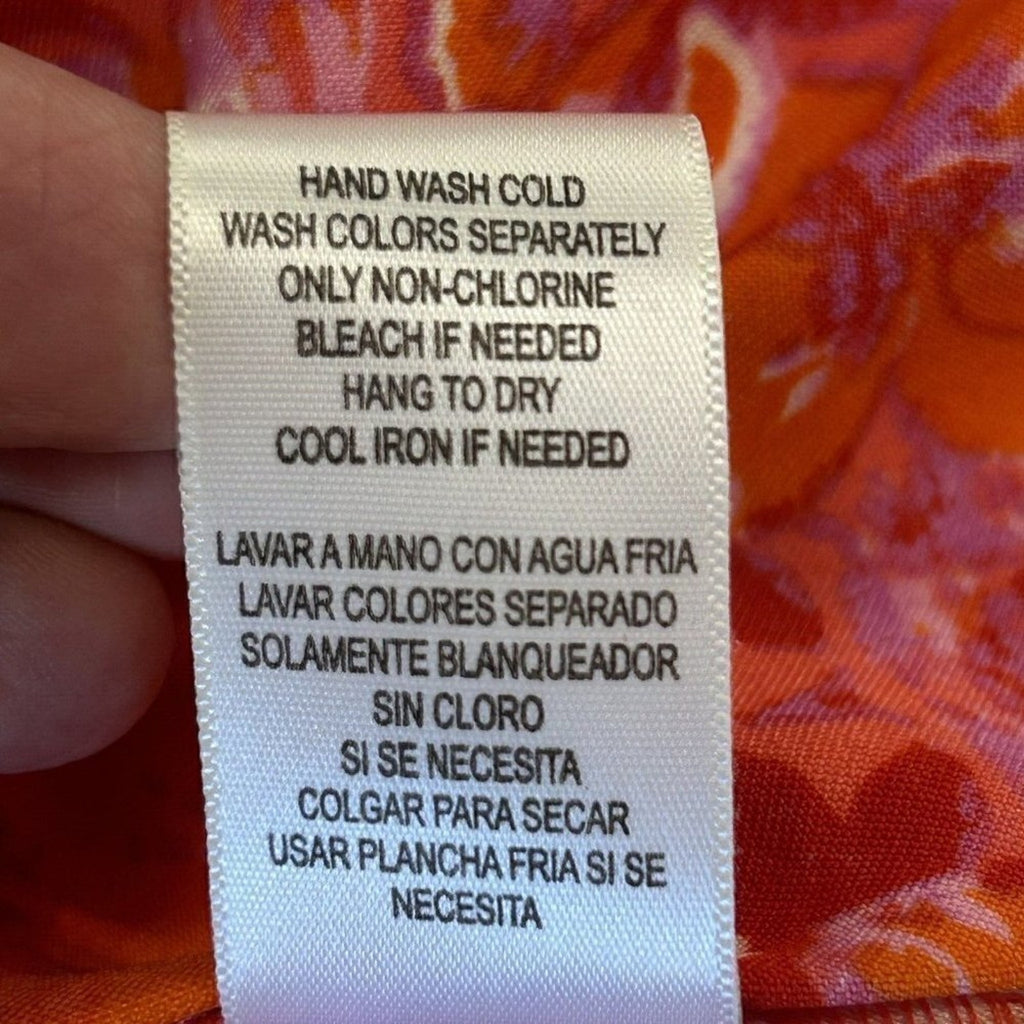 HAND WASH COLD
WASH COLORS SEPARATELY
ONLY NON-CHLORINE
BLEACH IF NEEDED
HANG TO DRY
COOL IRON IF NEEDED
LAVAR A MANO CON AGUA FRIA
LAVAR COLORES SEPARADO
SOLAMENTE BLANQUEADOR
SIN CLORO
SI SE NECESITA
COLGAR PARA SECAR
USAR PLANCHA FRIA SI SE
NECESITA